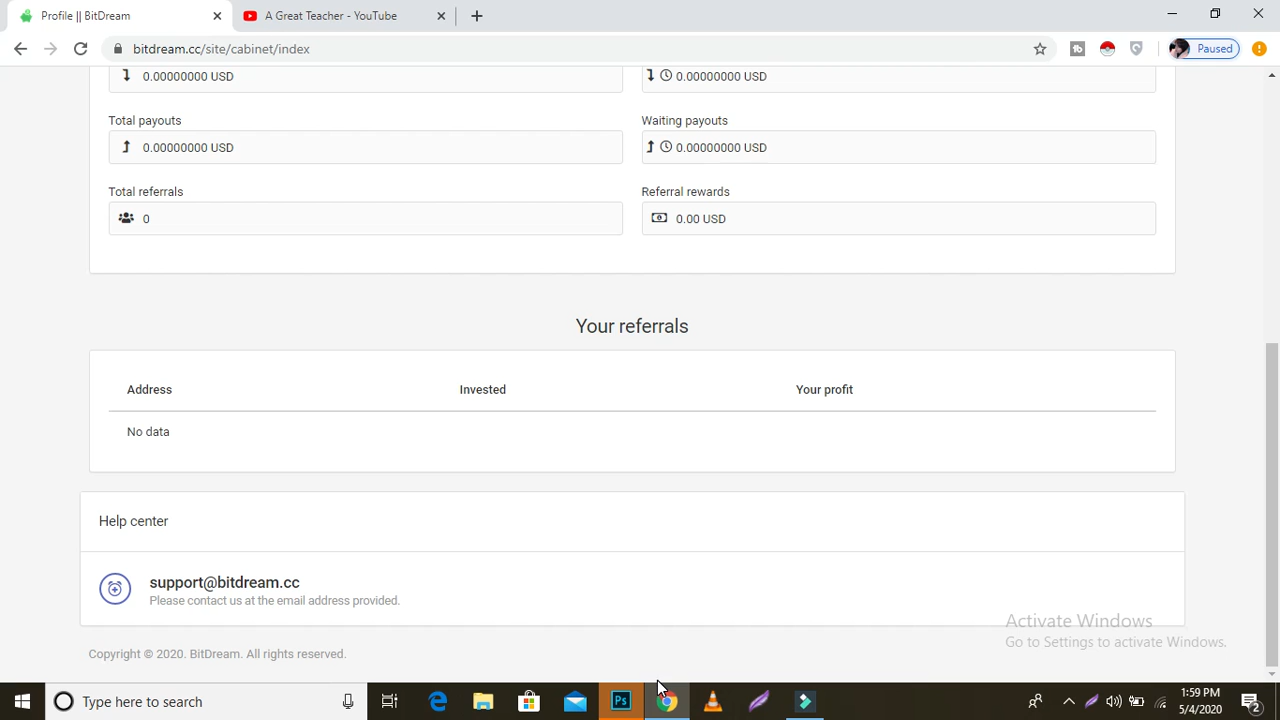 Profile || BitDream
A Great Teacher - YouTube
bitdream.cc/site/cabinet/index
Paused
0.00000000 USD
0.00000000 USD
Total payouts
Waiting payouts
0.00000000 USD
0.00000000 USD
Total referrals
Referral rewards
0
0.00 USD
Your referrals
Address Invested Your profit
No data
Help center
support@bitdream.cc
Please contact us at the email address provided.
Activate Windows
Go to Settings to activate Windows.
Copyright © 2020. BitDream. All rights reserved.
Type here to search
Ps
1:59 PM
5/4/2020
2